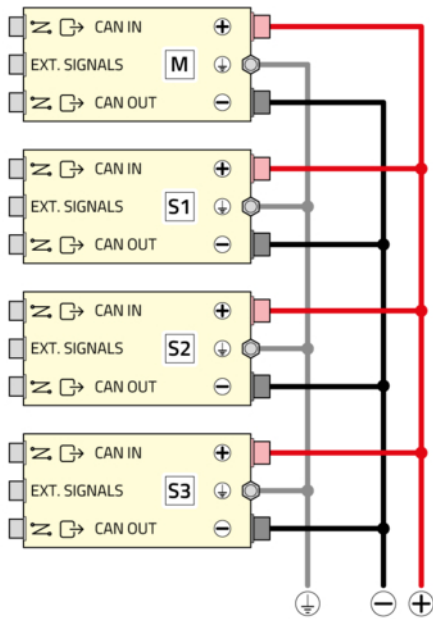 CAN IN
EXT. SIGNALS M
CAN OUT
CAN IN
EXT. SIGNALS S1
CAN OUT
CAN IN
EXT. SIGNALS S2
CAN OUT
CAN IN
EXT. SIGNALS S3
CAN OUT